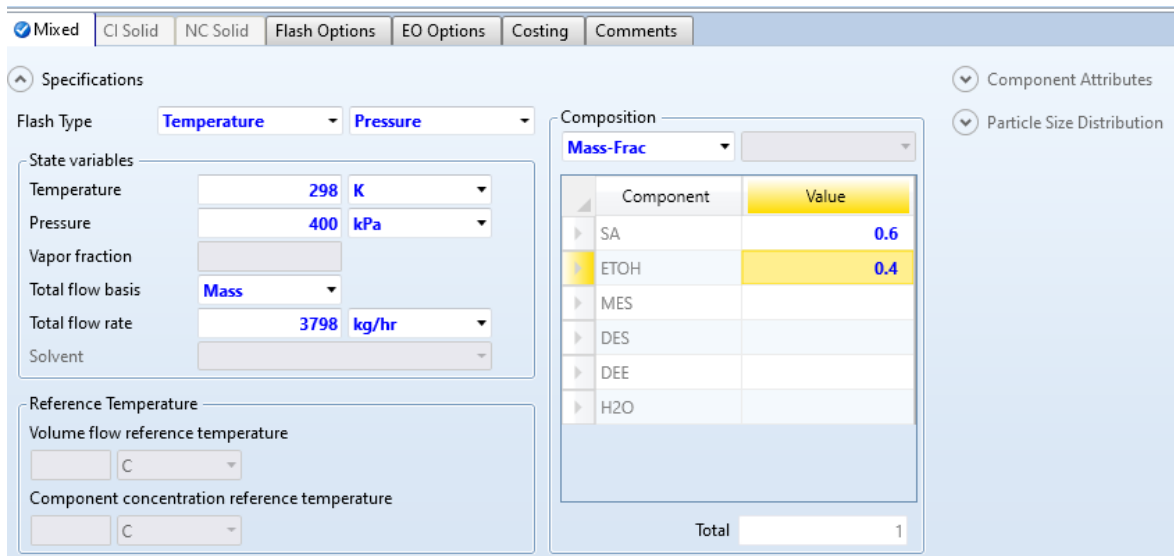 Mixed CI Solid NC Solid Flash Options EO Options Costing Comments
Specifications
Flash Type Temperature Pressure
State variables
Temperature 298 K
Pressure 400 kPa
Vapor fraction
Total flow basis Mass
Total flow rate 3798 kg/hr
Solvent
Reference Temperature
Volume flow reference temperature
C
Component concentration reference temperature
C
Composition
Mass-Frac
Component Value
SA 0.6
ETOH 0.4
MES
DES
DEE
H2O
Total 1
Component Attributes
Particle Size Distribution